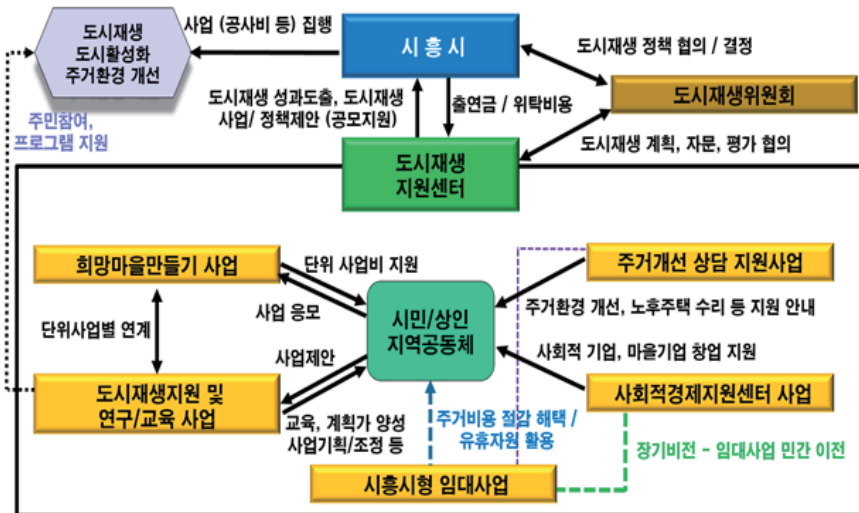 도시재생
도시활성화
주거환경 개선
사업 (공사비 등) 집행
시 흥 시
도시재생 정책 협의 / 결정
도시재생위원회
도시재생 성과도출, 도시재생
사업/ 정책제안 (공모지원)
출연금 / 위탁비용
주민참여,
프로그램 지원
도시재생
지원센터
도시재생 계획, 자문, 평가 협의
희망마을만들기 사업
단위 사업비 지원
주거개선 상담 지원사업
사업 응모
시민/상인
지역공동체
주거환경 개선, 노후주택 수리 등 지원 안내
단위사업별 연계
사업제안
사회적 기업, 마을기업 창업 지원
도시재생지원 및
연구/교육 사업
사회적경제지원센터 사업
교육, 계획가 양성
사업기획/조정 등
주거비용 절감 해택 /
유휴자원 활용
장기비전 - 임대사업 민간 이전
시흥시형 임대사업